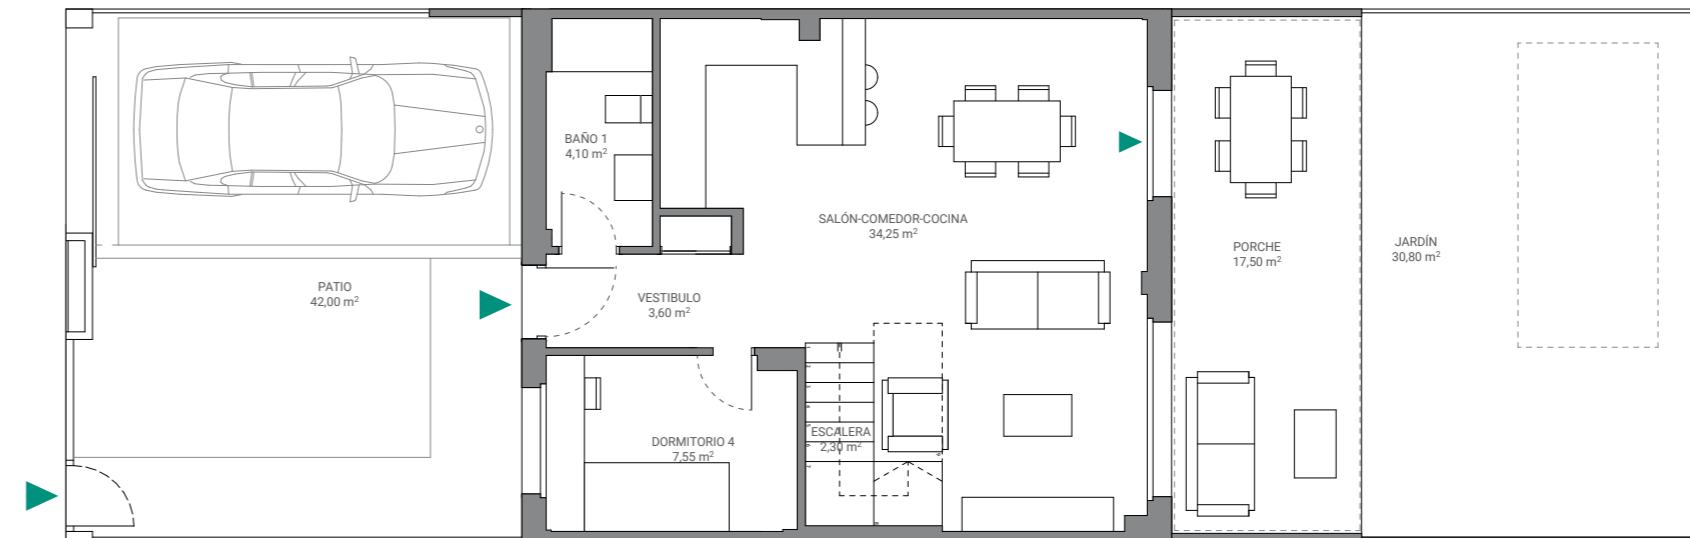 BAÑO 1
4,10 m²
SALÓN-COMEDOR-COCINA
34,25 m²
PORCHE
17,50 m²
JARDÍN
30,80 m²
PATIO
42,00 m²
VESTIBULO
3,60 m²
DORMITORIO 4
7,55 m²
ESCALERA
2,30 m²